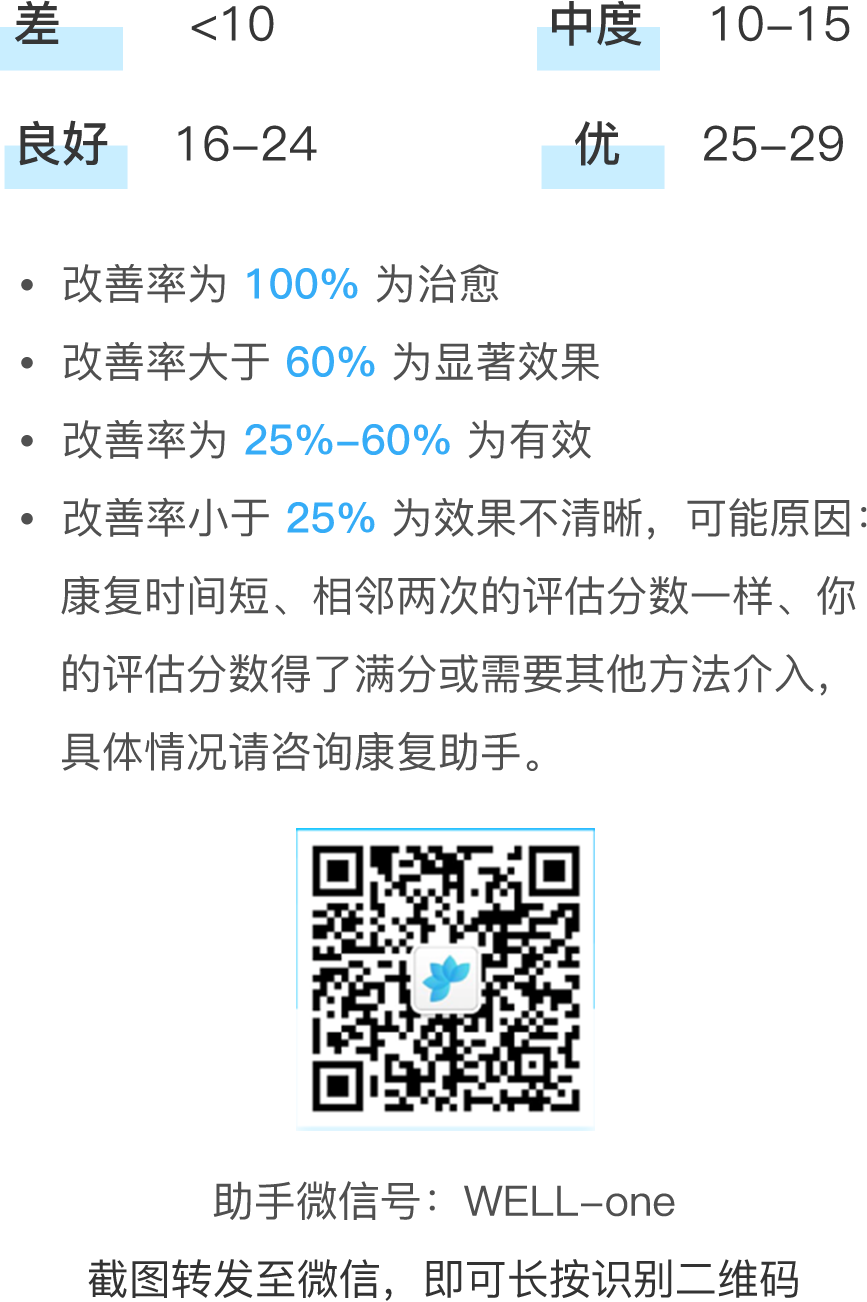 差 <10 中度 10-15
良好 16-24 优 25-29
• 改善率为 100% 为治愈
• 改善率大于 60% 为显著效果
• 改善率为 25%-60% 为有效
• 改善率小于 25% 为效果不清晰，可能原因：
康复时间短、相邻两次的评估分数一样、你
的评估分数得了满分或需要其他方法介入，
具体情况请咨询康复助手。
助手微信号：WELL-one
截图转发至微信，即可长按识别二维码